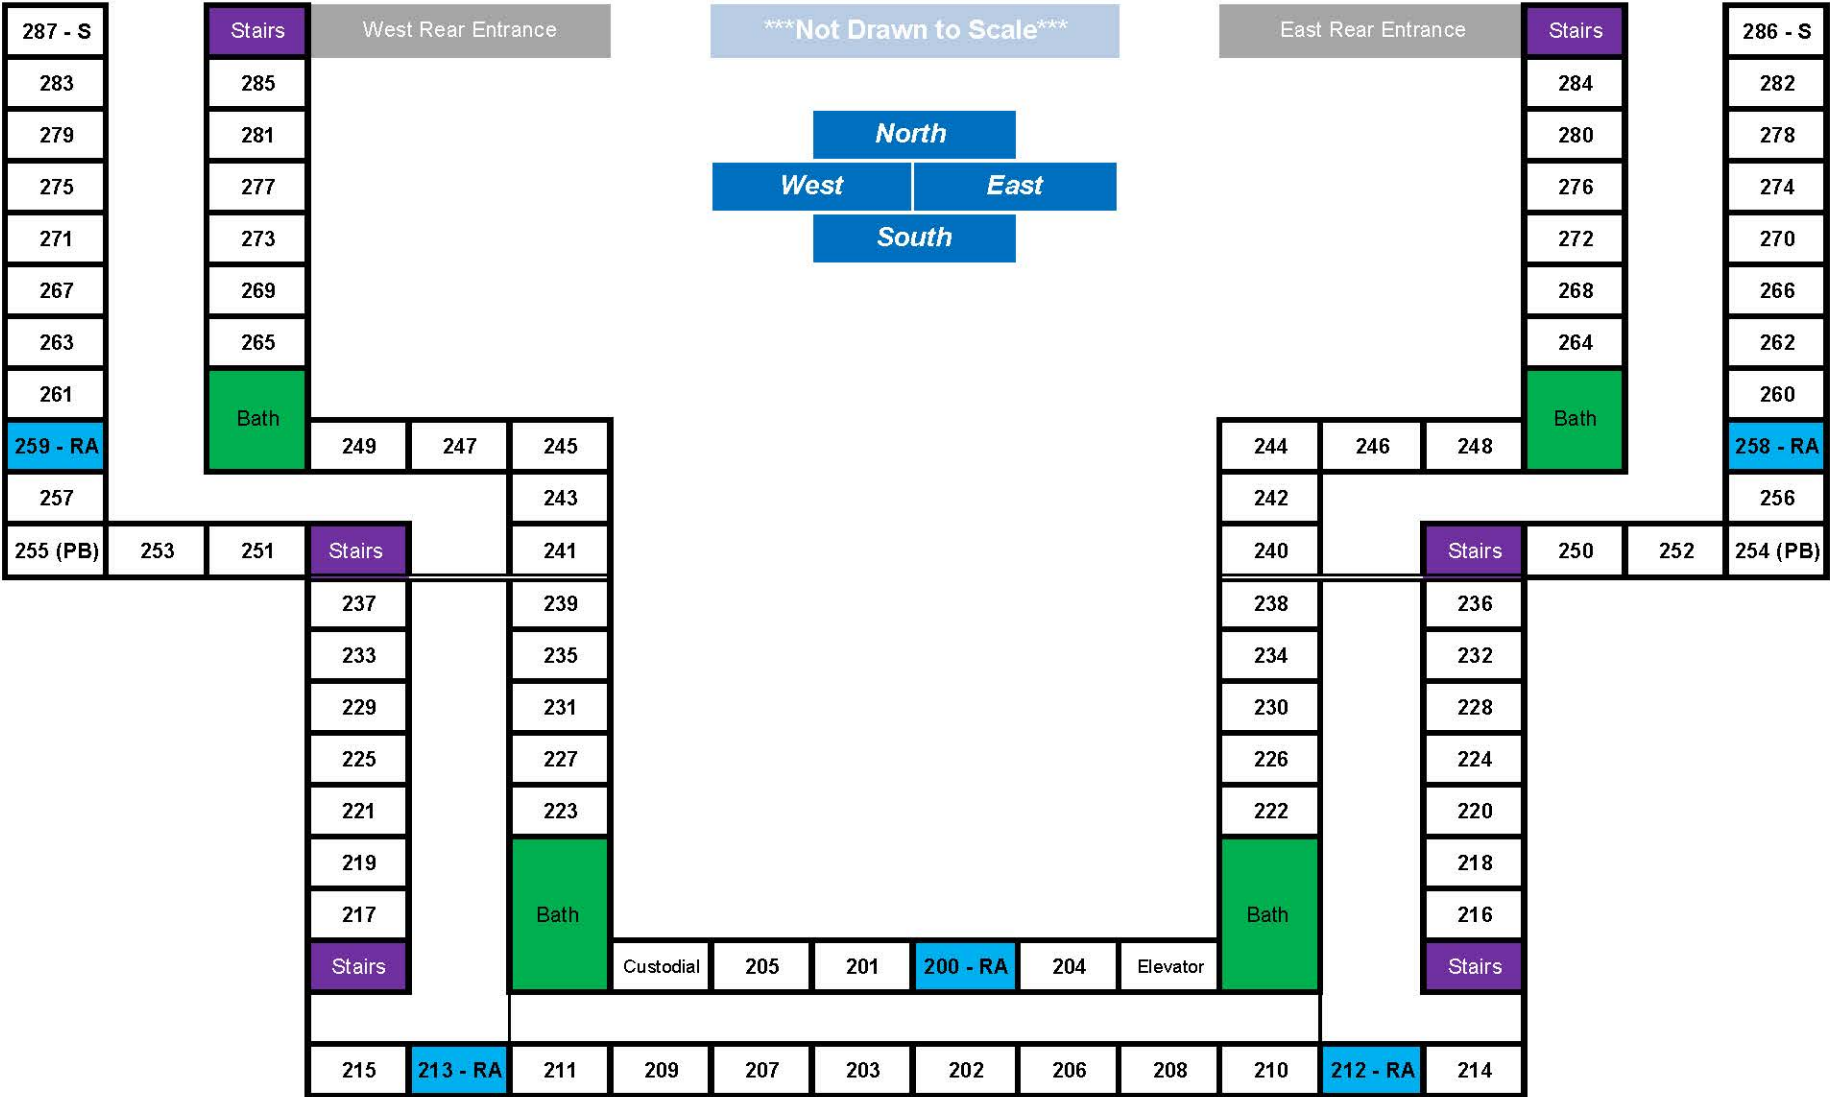 287 - S Stairs West Rear Entrance ***Not Drawn to Scale*** East Rear Entrance Stairs 286 - S
283 285 284 282
279 281 North 280 278
275 277 West East 276 274
271 273 South 272 270
267 269 268 266
263 265 264 262
261 260
Bath Bath
259 - RA 249 247 245 244 246 248 258 - RA
257 243 242 256
255 (PB) 253 251 Stairs 241 240 Stairs 250 252 254 (PB)
237 239 238 236
233 235 234 232
229 231 230 228
225 227 226 224
221 223 222 220
219 218
217 Bath Bath 216
Stairs Custodial 205 201 200 - RA 204 Elevator Stairs
215 213 - RA 211 209 207 203 202 206 208 210 212 - RA 214